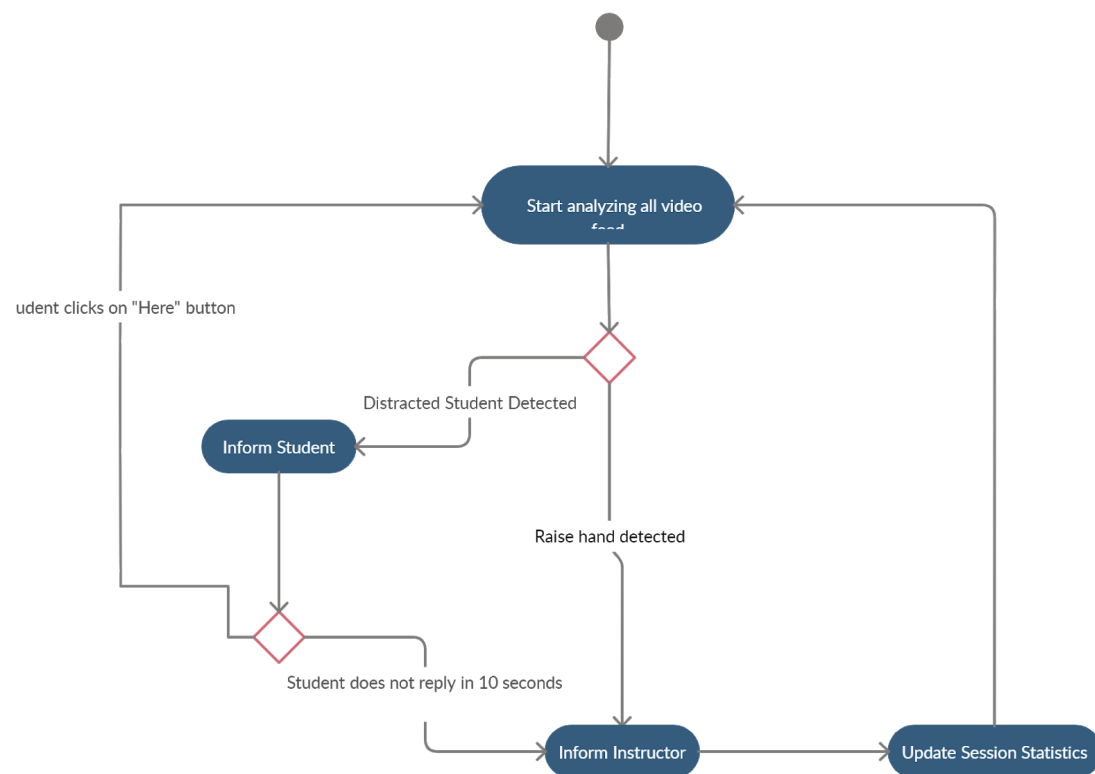 Start analyzing all video
udent clicks on "Here" button
Distracted Student Detected
Inform Student
Raise hand detected
Student does not reply in 10 seconds
Inform Instructor
Update Session Statistics